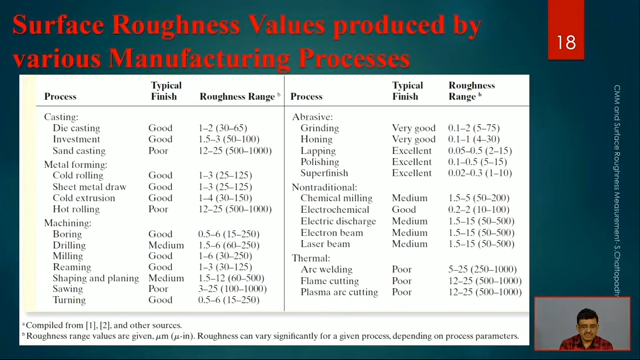 Surface Roughness Values produced by
various Manufacturing Processes
18
Process Typical Finish Roughness Range ᵇ
Casting:
Die casting Good 1–2 (30–65)
Investment Good 1.5–3 (50–100)
Sand casting Poor 12–25 (500–1000)
Metal forming:
Cold rolling Good 1–3 (25–125)
Sheet metal draw Good 1–3 (25–125)
Cold extrusion Good 1–4 (30–150)
Hot rolling Poor 12–25 (500–1000)
Machining:
Boring Good 0.5–6 (15–250)
Drilling Medium 1.5–6 (60–250)
Milling Good 1–6 (30–250)
Reaming Good 1–3 (30–125)
Shaping and planing Medium 1.5–12 (60–500)
Sawing Poor 3–25 (100–1000)
Turning Good 0.5–6 (15–250)
Process Typical Finish Roughness Range ᵇ
Abrasive:
Grinding Very good 0.1–2 (5–75)
Honing Very good 0.1–1 (4–30)
Lapping Excellent 0.05–0.5 (2–15)
Polishing Excellent 0.1–0.5 (5–15)
Superfinish Excellent 0.02–0.3 (1–10)
Nontraditional:
Chemical milling Medium 1.5–5 (50–200)
Electrochemical Good 0.2–2 (10–100)
Electric discharge Medium 1.5–15 (50–500)
Electron beam Medium 1.5–15 (50–500)
Laser beam Medium 1.5–15 (50–500)
Thermal:
Arc welding Poor 5–25 (250–1000)
Flame cutting Poor 12–25 (500–1000)
Plasma arc cutting Poor 12–25 (500–1000)
ᵃ Compiled from [1], [2], and other sources.
ᵇ Roughness range values are given, μm (μ-in). Roughness can vary significantly for a given process, depending on process parameters.
CMM and Surface Roughness Measurement- S Chattopadh